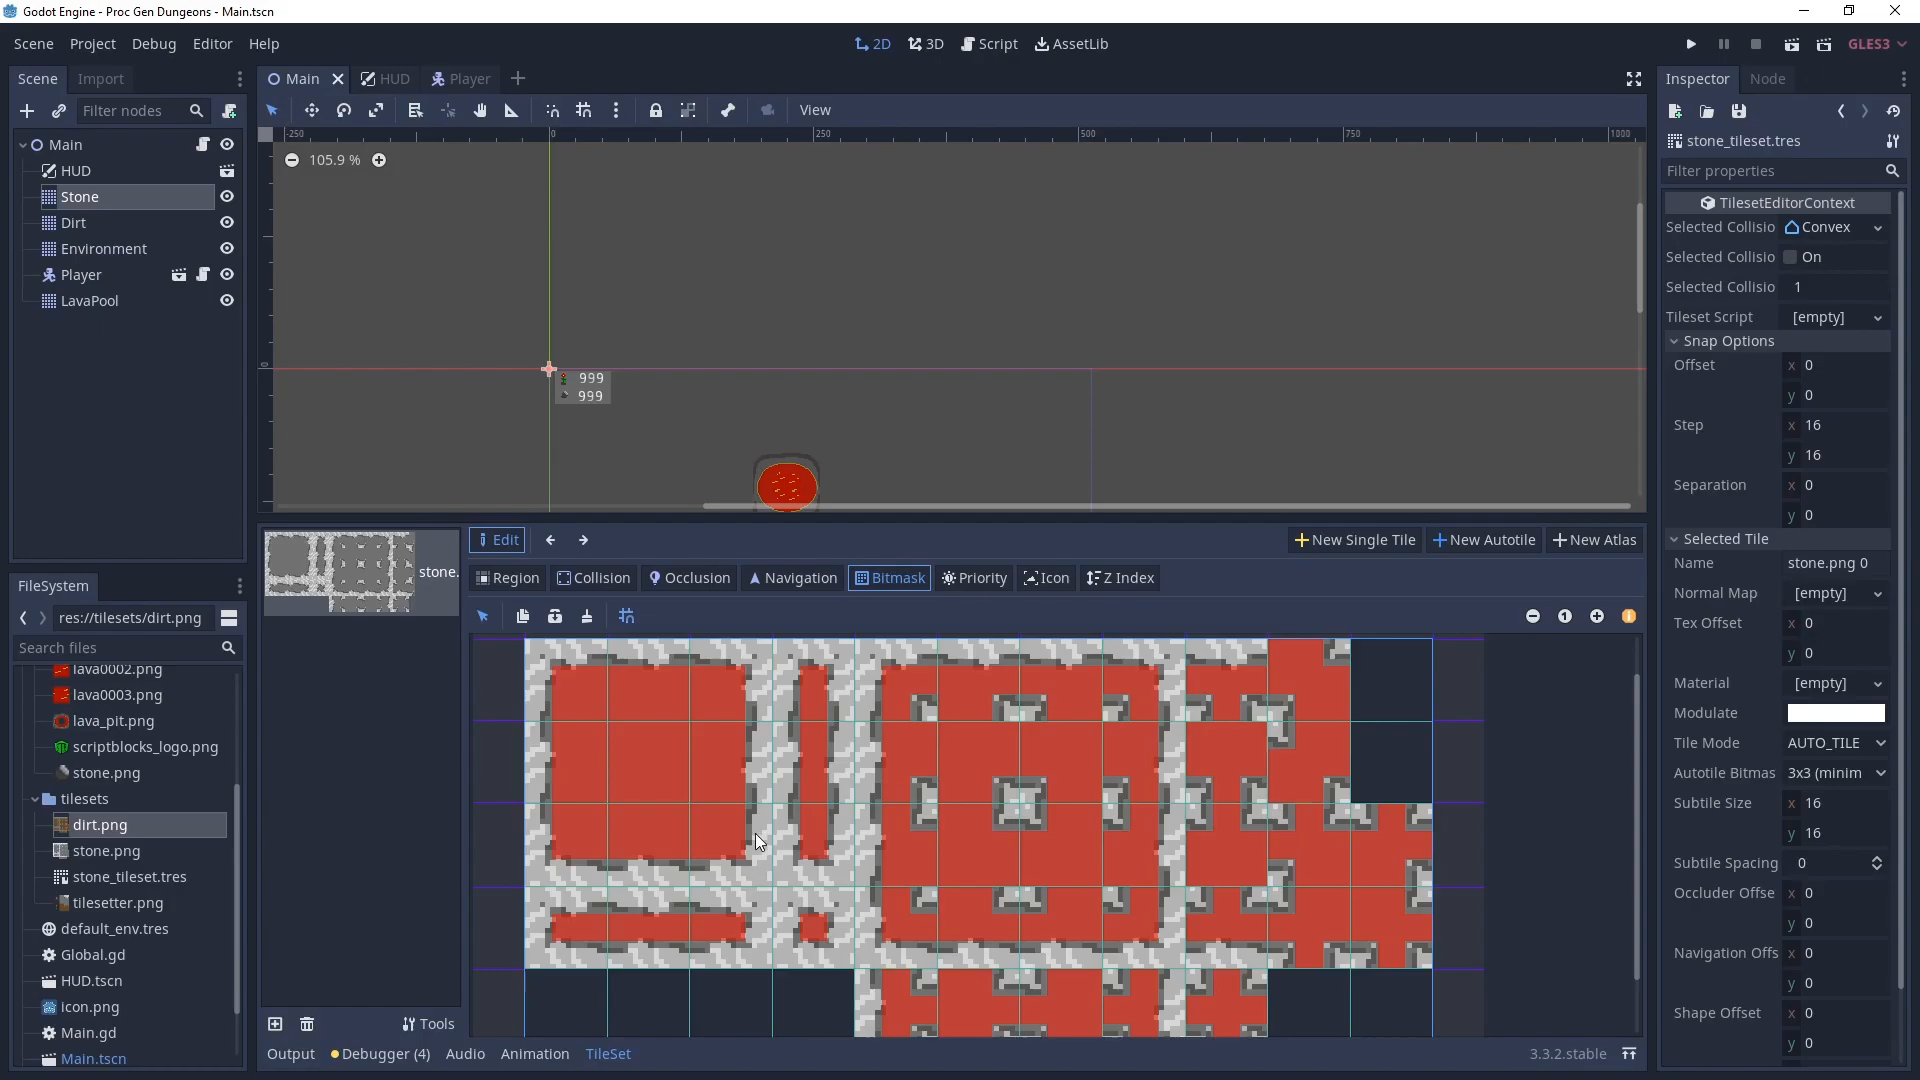 Godot Engine - Proc Gen Dungeons - Main.tscn
Scene Project Debug Editor Help
2D 3D Script AssetLib
GLES3
Scene Import
Main HUD Player
Inspector Node
Filter nodes
View
-250 0 250 500 750 1000
105.9 %
0
Main
HUD
Stone
Dirt
Environment
Player
LavaPool
999
999
stone_tileset.tres
Filter properties
TilesetEditorContext
Selected Collisio Convex
Selected Collisio On
Selected Collisio 1
Tileset Script [empty]
Snap Options
Offset x 0
y 0
Step x 16
y 16
Separation x 0
y 0
Selected Tile
Name stone.png 0
Normal Map [empty]
Tex Offset x 0
y 0
Material [empty]
Modulate
Tile Mode AUTO_TILE
Autotile Bitmas 3x3 (minim
Subtile Size x 16
y 16
Subtile Spacing 0
Occluder Offse x 0
y 0
Navigation Offs x 0
y 0
Shape Offset x 0
y 0
FileSystem
res://tilesets/dirt.png
Search files
lava0002.png
lava0003.png
lava_pit.png
scriptblocks_logo.png
stone.png
tilesets
dirt.png
stone.png
stone_tileset.tres
tilesetter.png
default_env.tres
Global.gd
HUD.tscn
icon.png
Main.gd
Main.tscn
stone.
Edit
New Single Tile New Autotile New Atlas
Region Collision Occlusion Navigation Bitmask Priority Icon Z Index
1
Tools
Output Debugger (4) Audio Animation TileSet
3.3.2.stable